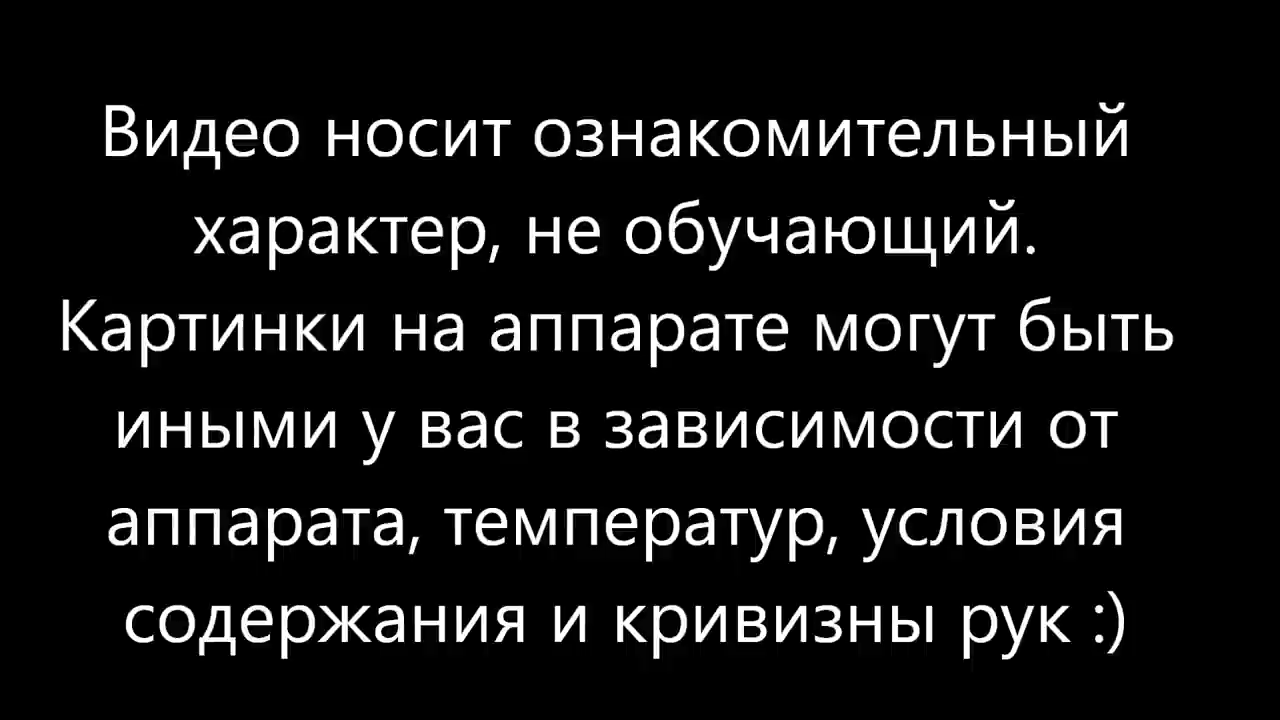 Видео носит ознакомительный
характер, не обучающий.
Картинки на аппарате могут быть
иными у вас в зависимости от
аппарата, температур, условия
содержания и кривизны рук :)